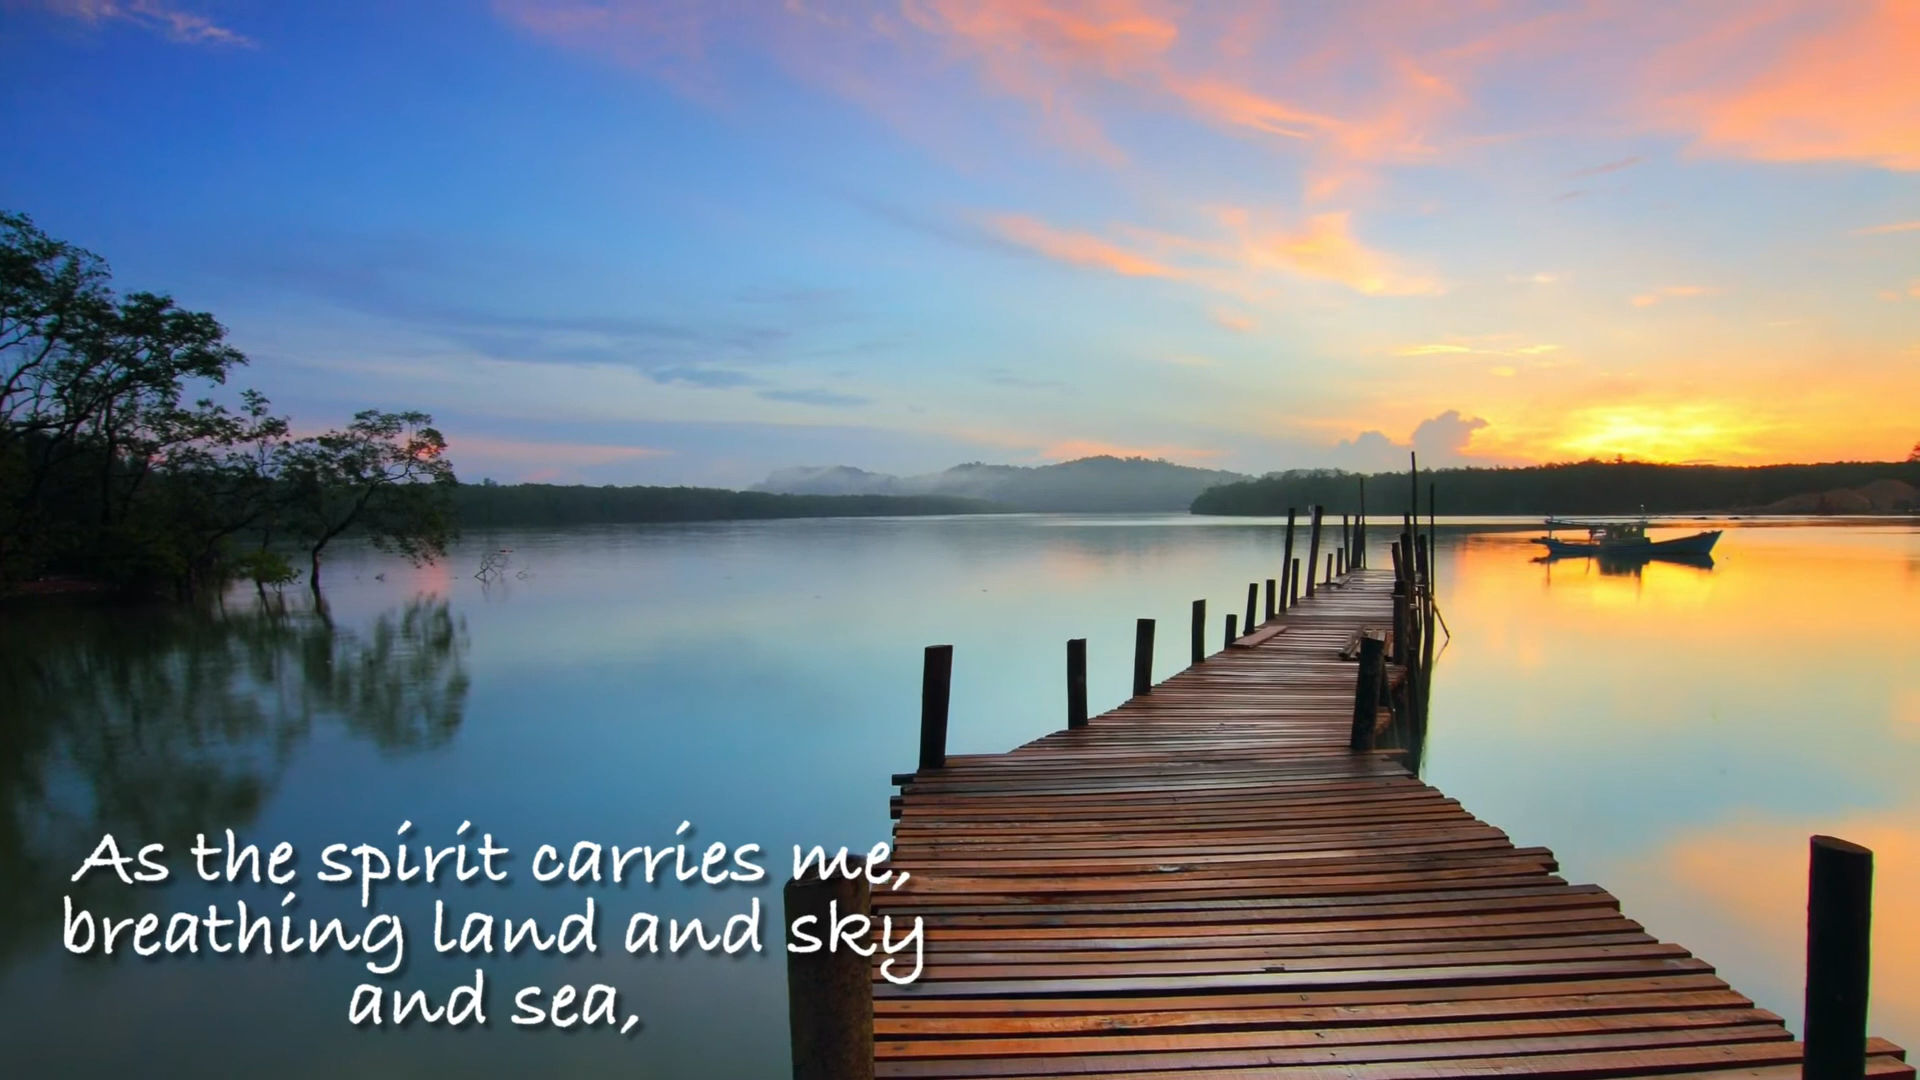 As the spirit carries me,
breathing land and sky
and sea,